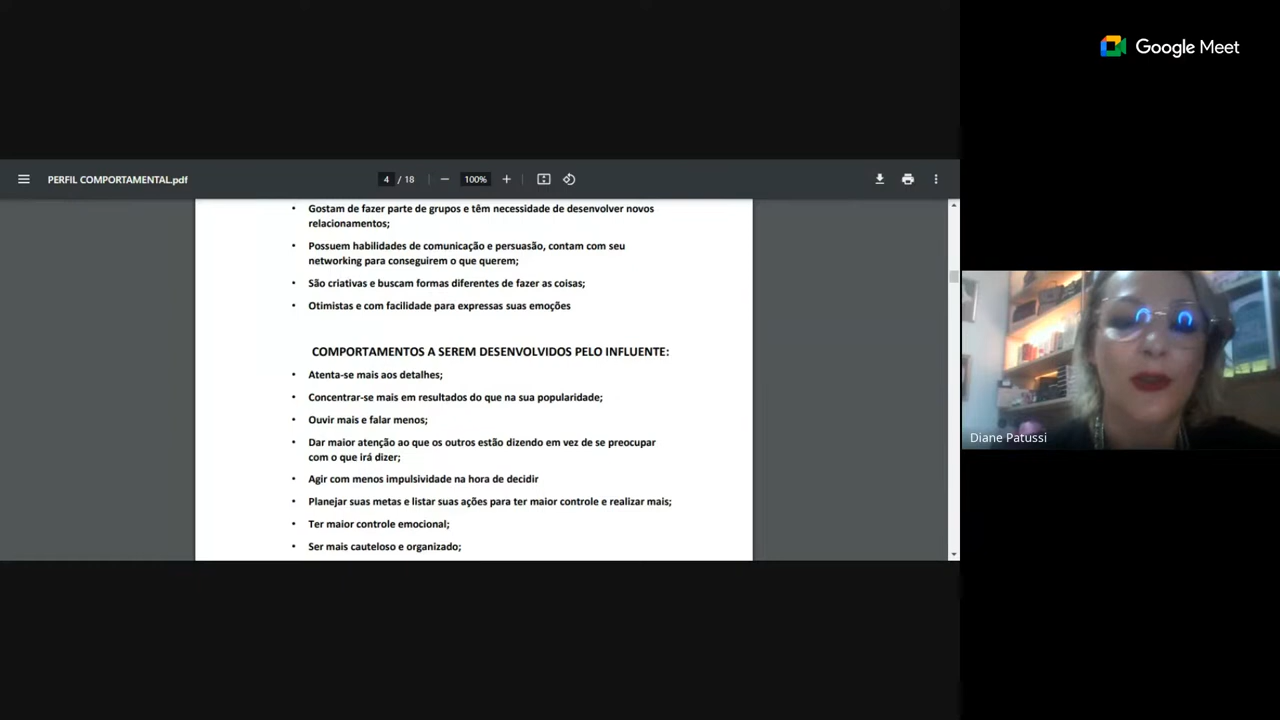 Google Meet
PERFIL COMPORTAMENTAL.pdf
4 / 18
100%
• Gostam de fazer parte de grupos e têm necessidade de desenvolver novos
relacionamentos;
• Possuem habilidades de comunicação e persuasão, contam com seu
networking para conseguirem o que querem;
• São criativas e buscam formas diferentes de fazer as coisas;
• Otimistas e com facilidade para expressas suas emoções
COMPORTAMENTOS A SEREM DESENVOLVIDOS PELO INFLUENTE:
• Atenta-se mais aos detalhes;
• Concentrar-se mais em resultados do que na sua popularidade;
• Ouvir mais e falar menos;
• Dar maior atenção ao que os outros estão dizendo em vez de se preocupar
com o que irá dizer;
• Agir com menos impulsividade na hora de decidir
• Planejar suas metas e listar suas ações para ter maior controle e realizar mais;
• Ter maior controle emocional;
• Ser mais cauteloso e organizado;
Diane Patussi